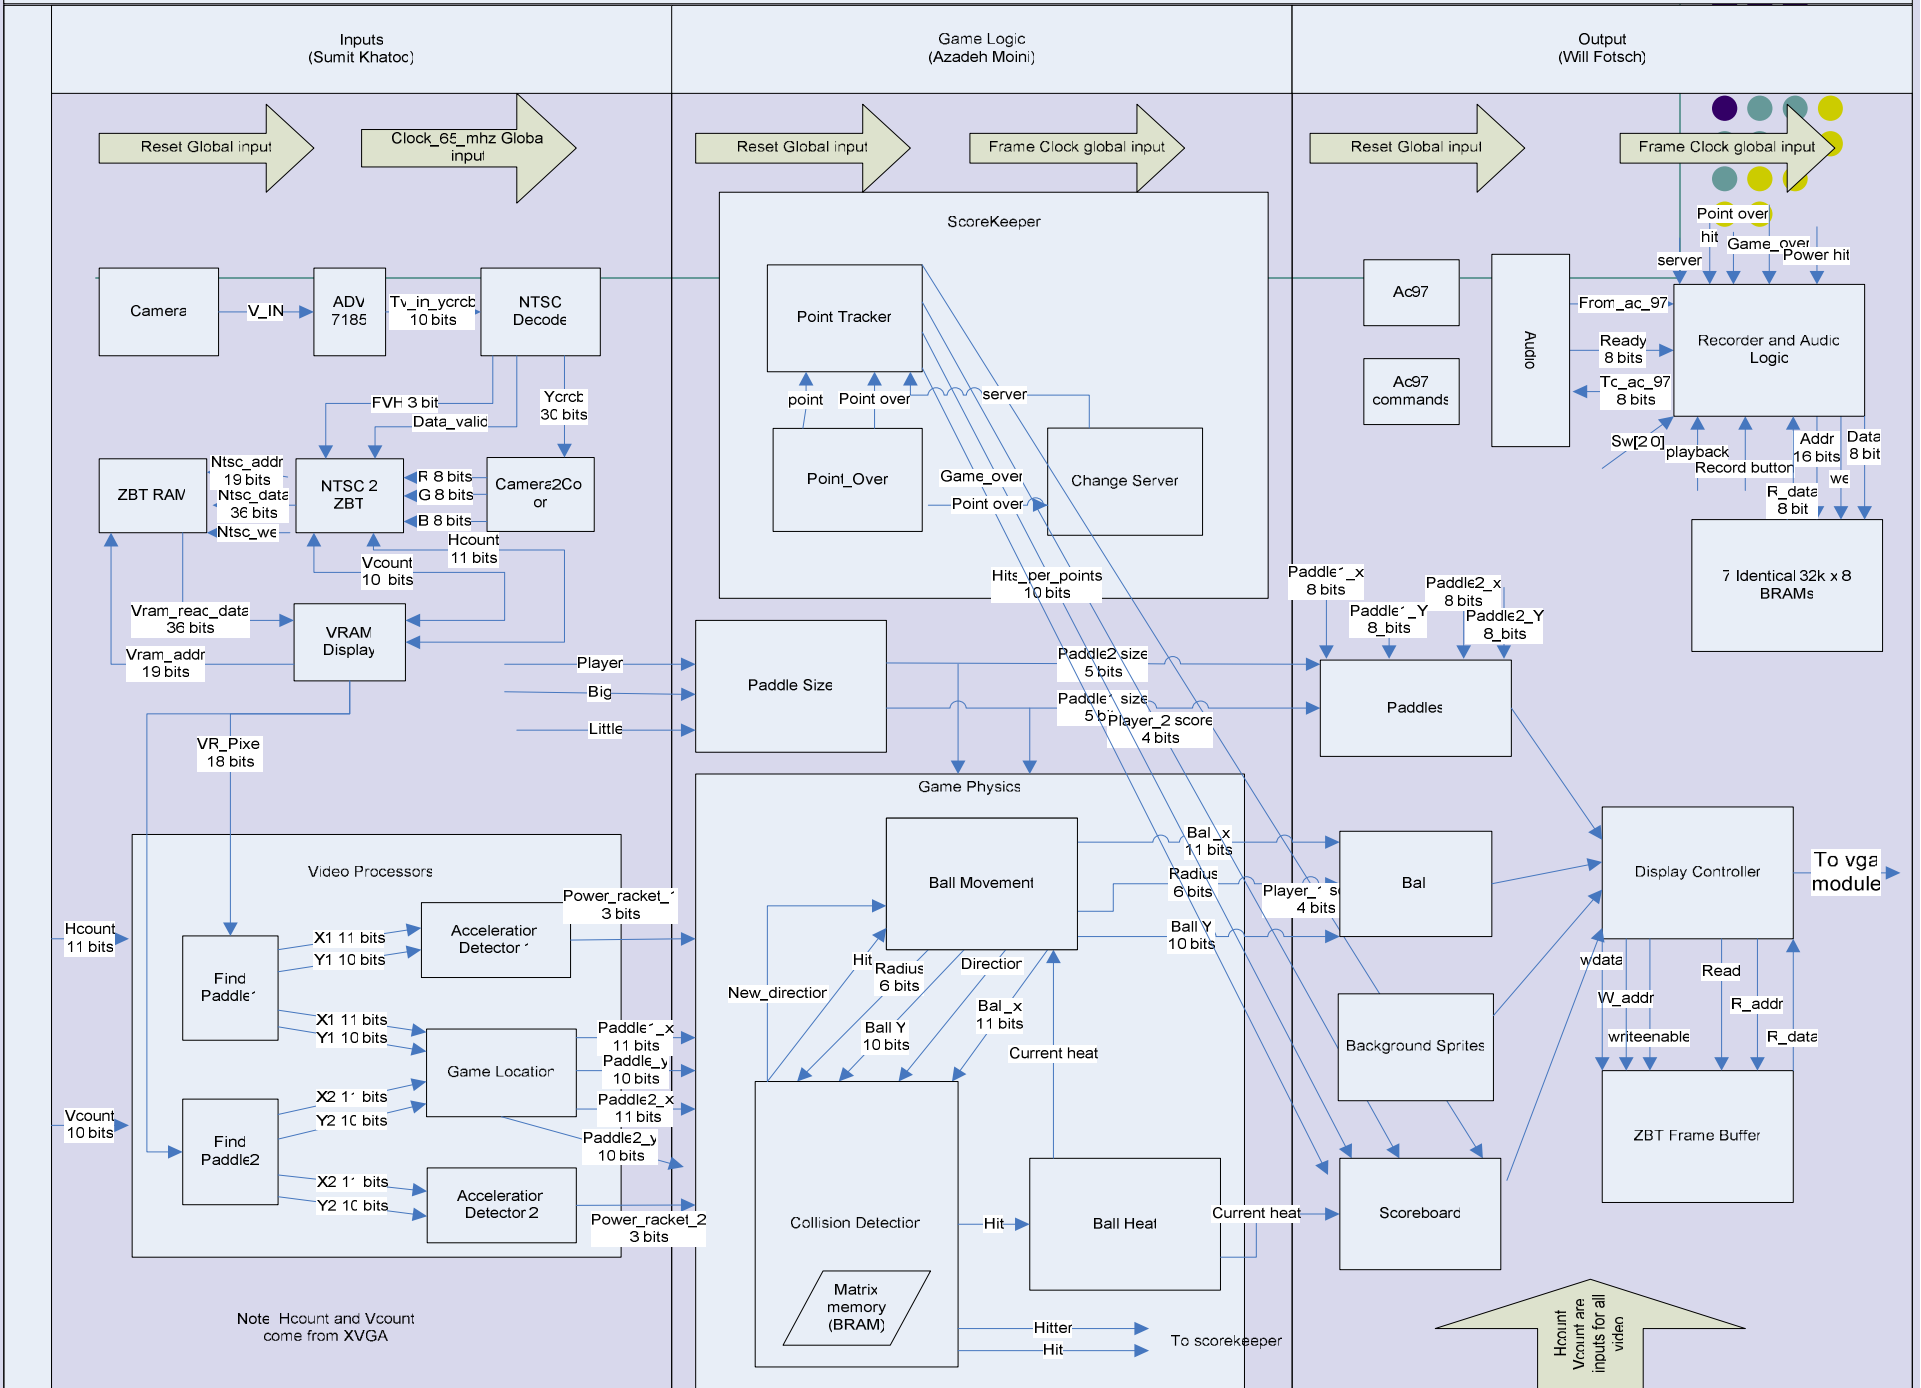 Inputs
(Sumit Khatoc)
Game Logic
(Azadeh Moini)
Output
(Will Fotsch)
Reset Global input
Clock_65_mhz Globa
input
Reset Global input
Frame Clock global input
Reset Global input
Frame Clock global input
Camera
V_IN
ADV
7185
Tv_in_ycrcb
10 bits
NTSC
Decode
FVH 3 bit
Data_valid
Ycrcb
30 bits
ZBT RAM
Ntsc_addr
19 bits
Ntsc_data
36 bits
Ntsc_we
NTSC 2
ZBT
R 8 bits
G 8 bits
B 8 bits
Camera2Co
or
Hcount
11 bits
Vcount
10 bits
Vram_read_data
36 bits
VRAM
Display
Vram_addr
19 bits
VR_Pixe
18 bits
Video Processors
Hcount
11 bits
Vcount
10 bits
Find
Paddle1
X1 11 bits
Y1 10 bits
Acceleration
Detector 1
Power_racket_1
3 bits
X1 11 bits
Y1 10 bits
Game Location
Find
Paddle2
X2 11 bits
Y2 10 bits
X2 11 bits
Y2 10 bits
Acceleration
Detector 2
Paddle1_x
11 bits
Paddle_y
10 bits
Paddle2_x
11 bits
Paddle2_y
10 bits
Power_racket_2
3 bits
Note Hcount and Vcount
come from XVGA
ScoreKeeper
Point Tracker
point
Point over
server
Point_Over
Game_over
Point over
Change Server
Hits_per_points
10 bits
Player
Big
Little
Paddle Size
Paddle2 size
5 bits
Paddle1 size
5 bits
Player_2 score
4 bits
Game Physics
Ball Movement
Bal_x
11 bits
Radius
6 bits
Ball Y
10 bits
Player_1 s
4 bits
New_direction
Hit
Radius
6 bits
Ball Y
10 bits
Direction
Bal_x
11 bits
Current heat
Collision Detection
Matrix
memory
(BRAM)
Hit
Ball Heat
Current heat
Hitter
Hit
To scorekeeper
Ac97
Ac97
commands
Audio
From_ac_97
Ready
8 bits
Tc_ac_97
8 bits
server
hit
Point over
Game_over
Power hit
Recorder and Audio
Logic
Sw[2 0]
playback
Record button
R_data
8 bit
Addr
16 bits
we
Data
8 bit
7 Identical 32k x 8
BRAMs
Paddle1_x
8 bits
Paddle1_Y
8_bits
Paddle2_x
8 bits
Paddle2_Y
8_bits
Paddles
Bal
Background Sprites
Scoreboard
Display Controller
To vga
module
wdata
W_addr
writeenable
Read
R_addr
R_data
ZBT Frame Buffer
Hcount
Vcount are
inputs for all
video